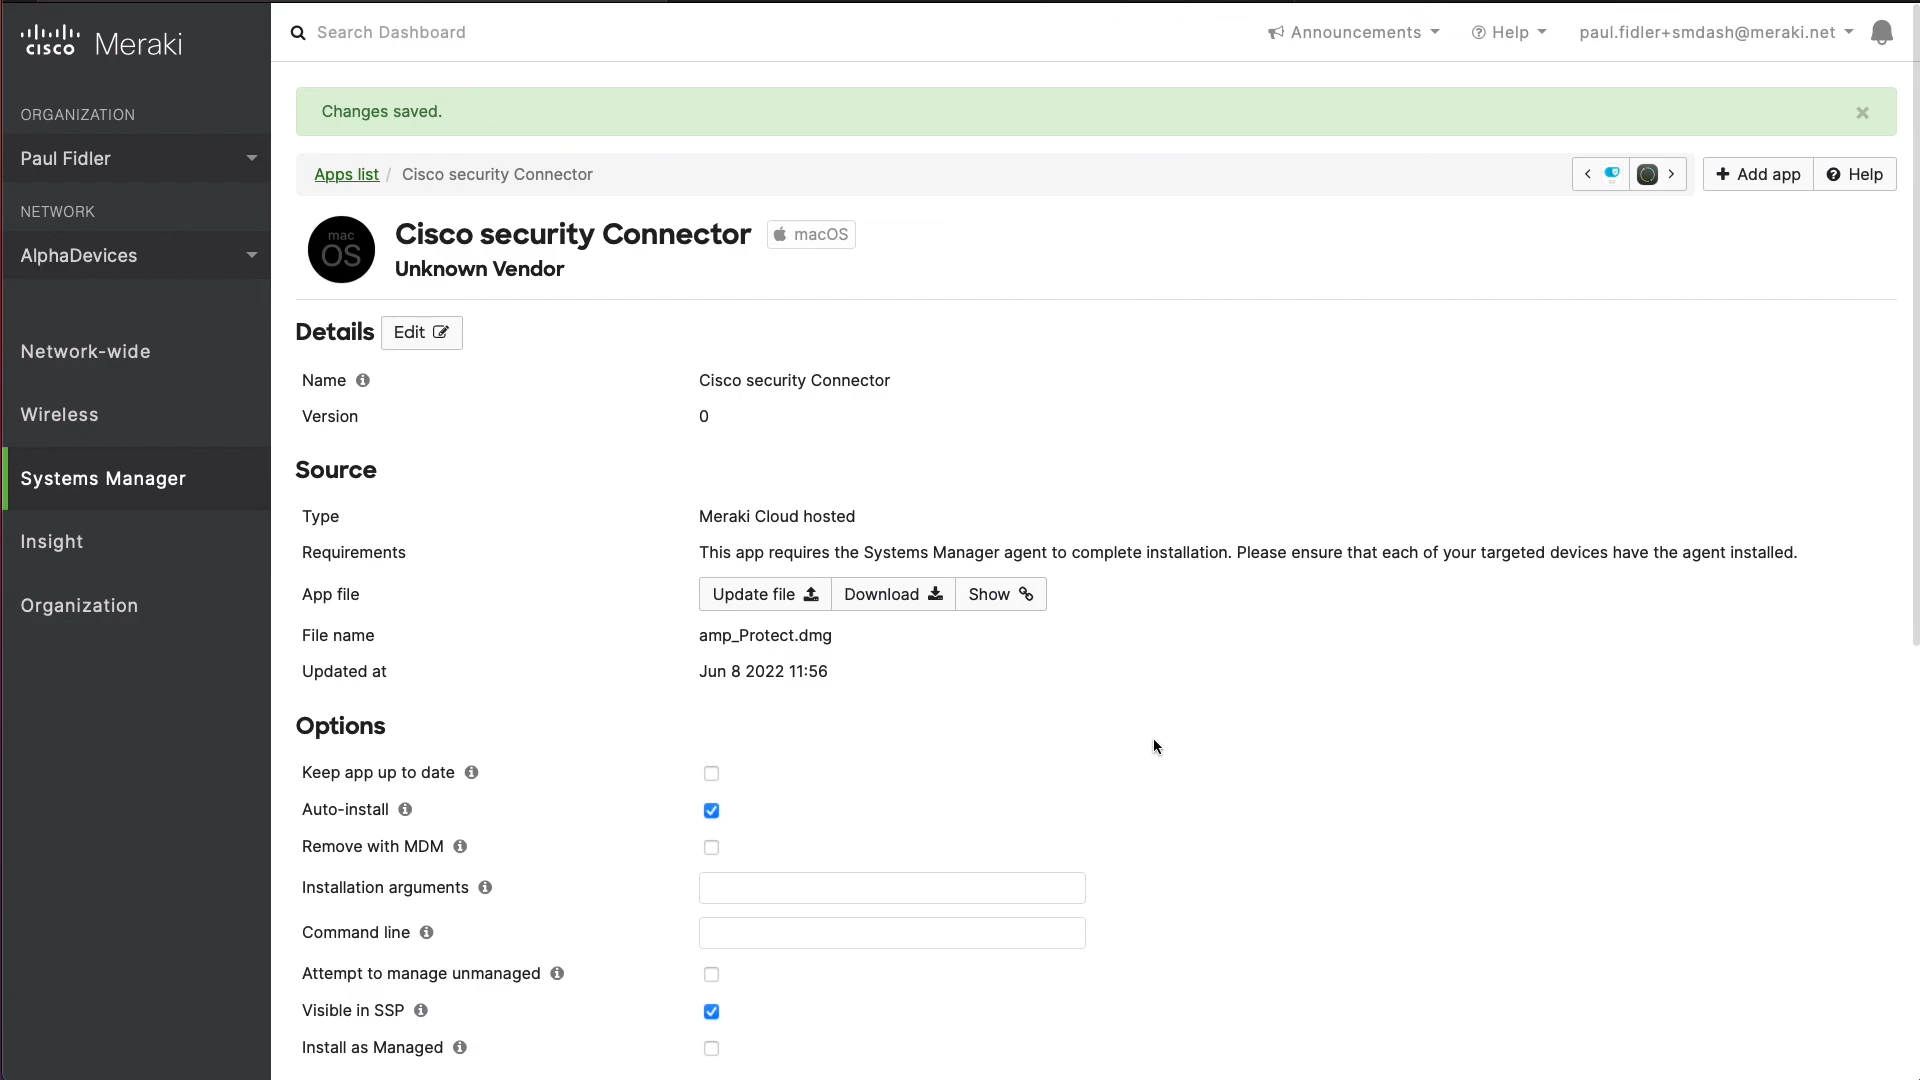 cisco Meraki
Search Dashboard
Announcements
Help
paul.fidler+smdash@meraki.net
ORGANIZATION
Paul Fidler
NETWORK
AlphaDevices
Network-wide
Wireless
Systems Manager
Insight
Organization
Changes saved.
×
Apps list / Cisco security Connector
Add app
Help
mac
OS
Cisco security Connector
macOS
Unknown Vendor
Details
Edit
Name
Cisco security Connector
Version
0
Source
Type
Meraki Cloud hosted
Requirements
This app requires the Systems Manager agent to complete installation. Please ensure that each of your targeted devices have the agent installed.
App file
Update file
Download
Show
File name
amp_Protect.dmg
Updated at
Jun 8 2022 11:56
Options
Keep app up to date
Auto-install
Remove with MDM
Installation arguments
Command line
Attempt to manage unmanaged
Visible in SSP
Install as Managed